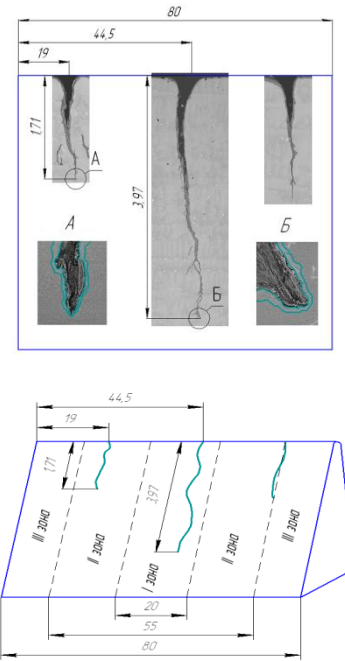 80
44,5
19
1,71
А
3,97
А
Б
Б
44,5
19
1,71
3,97
III зона
II зона
I зона
II зона
III зона
20
55
80